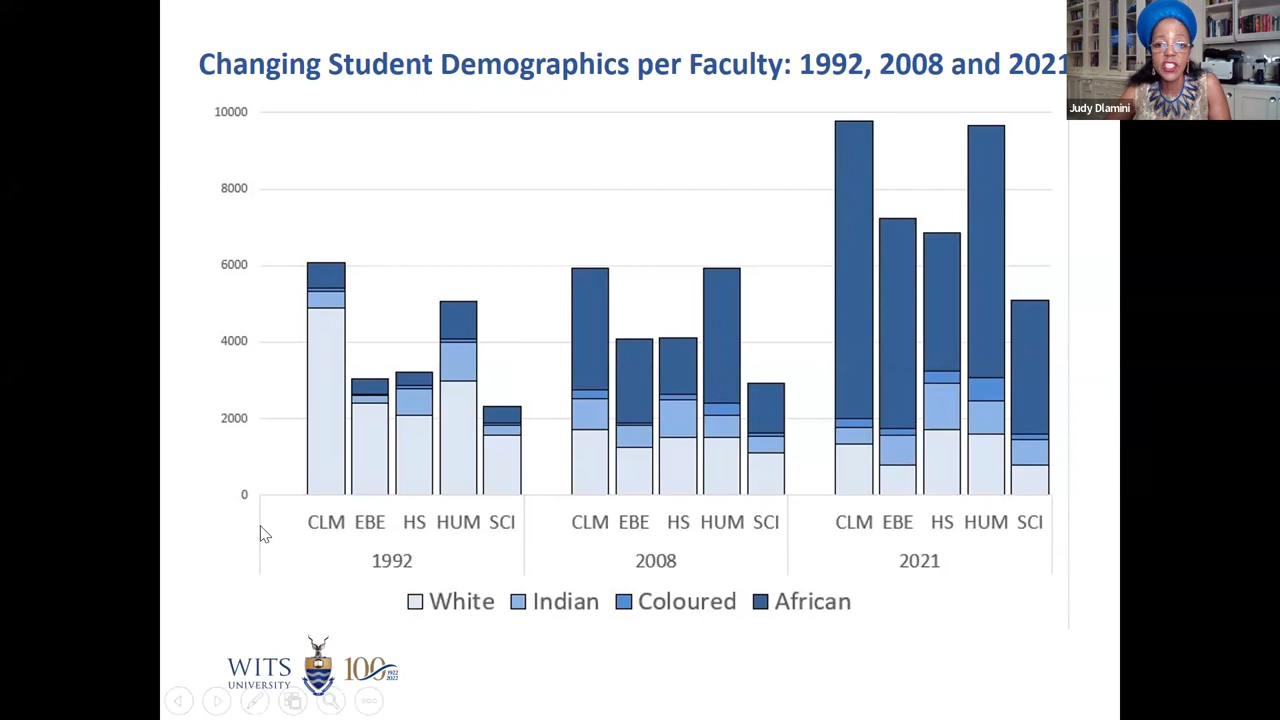 Changing Student Demographics per Faculty: 1992, 2008 and 2021
Judy Dlamini
10000
8000
6000
4000
2000
0
CLM EBE HS HUM SCI CLM EBE HS HUM SCI CLM EBE HS HUM SCI
1992 2008 2021
White Indian Coloured African
WITS
UNIVERSITY
100
1922
2022